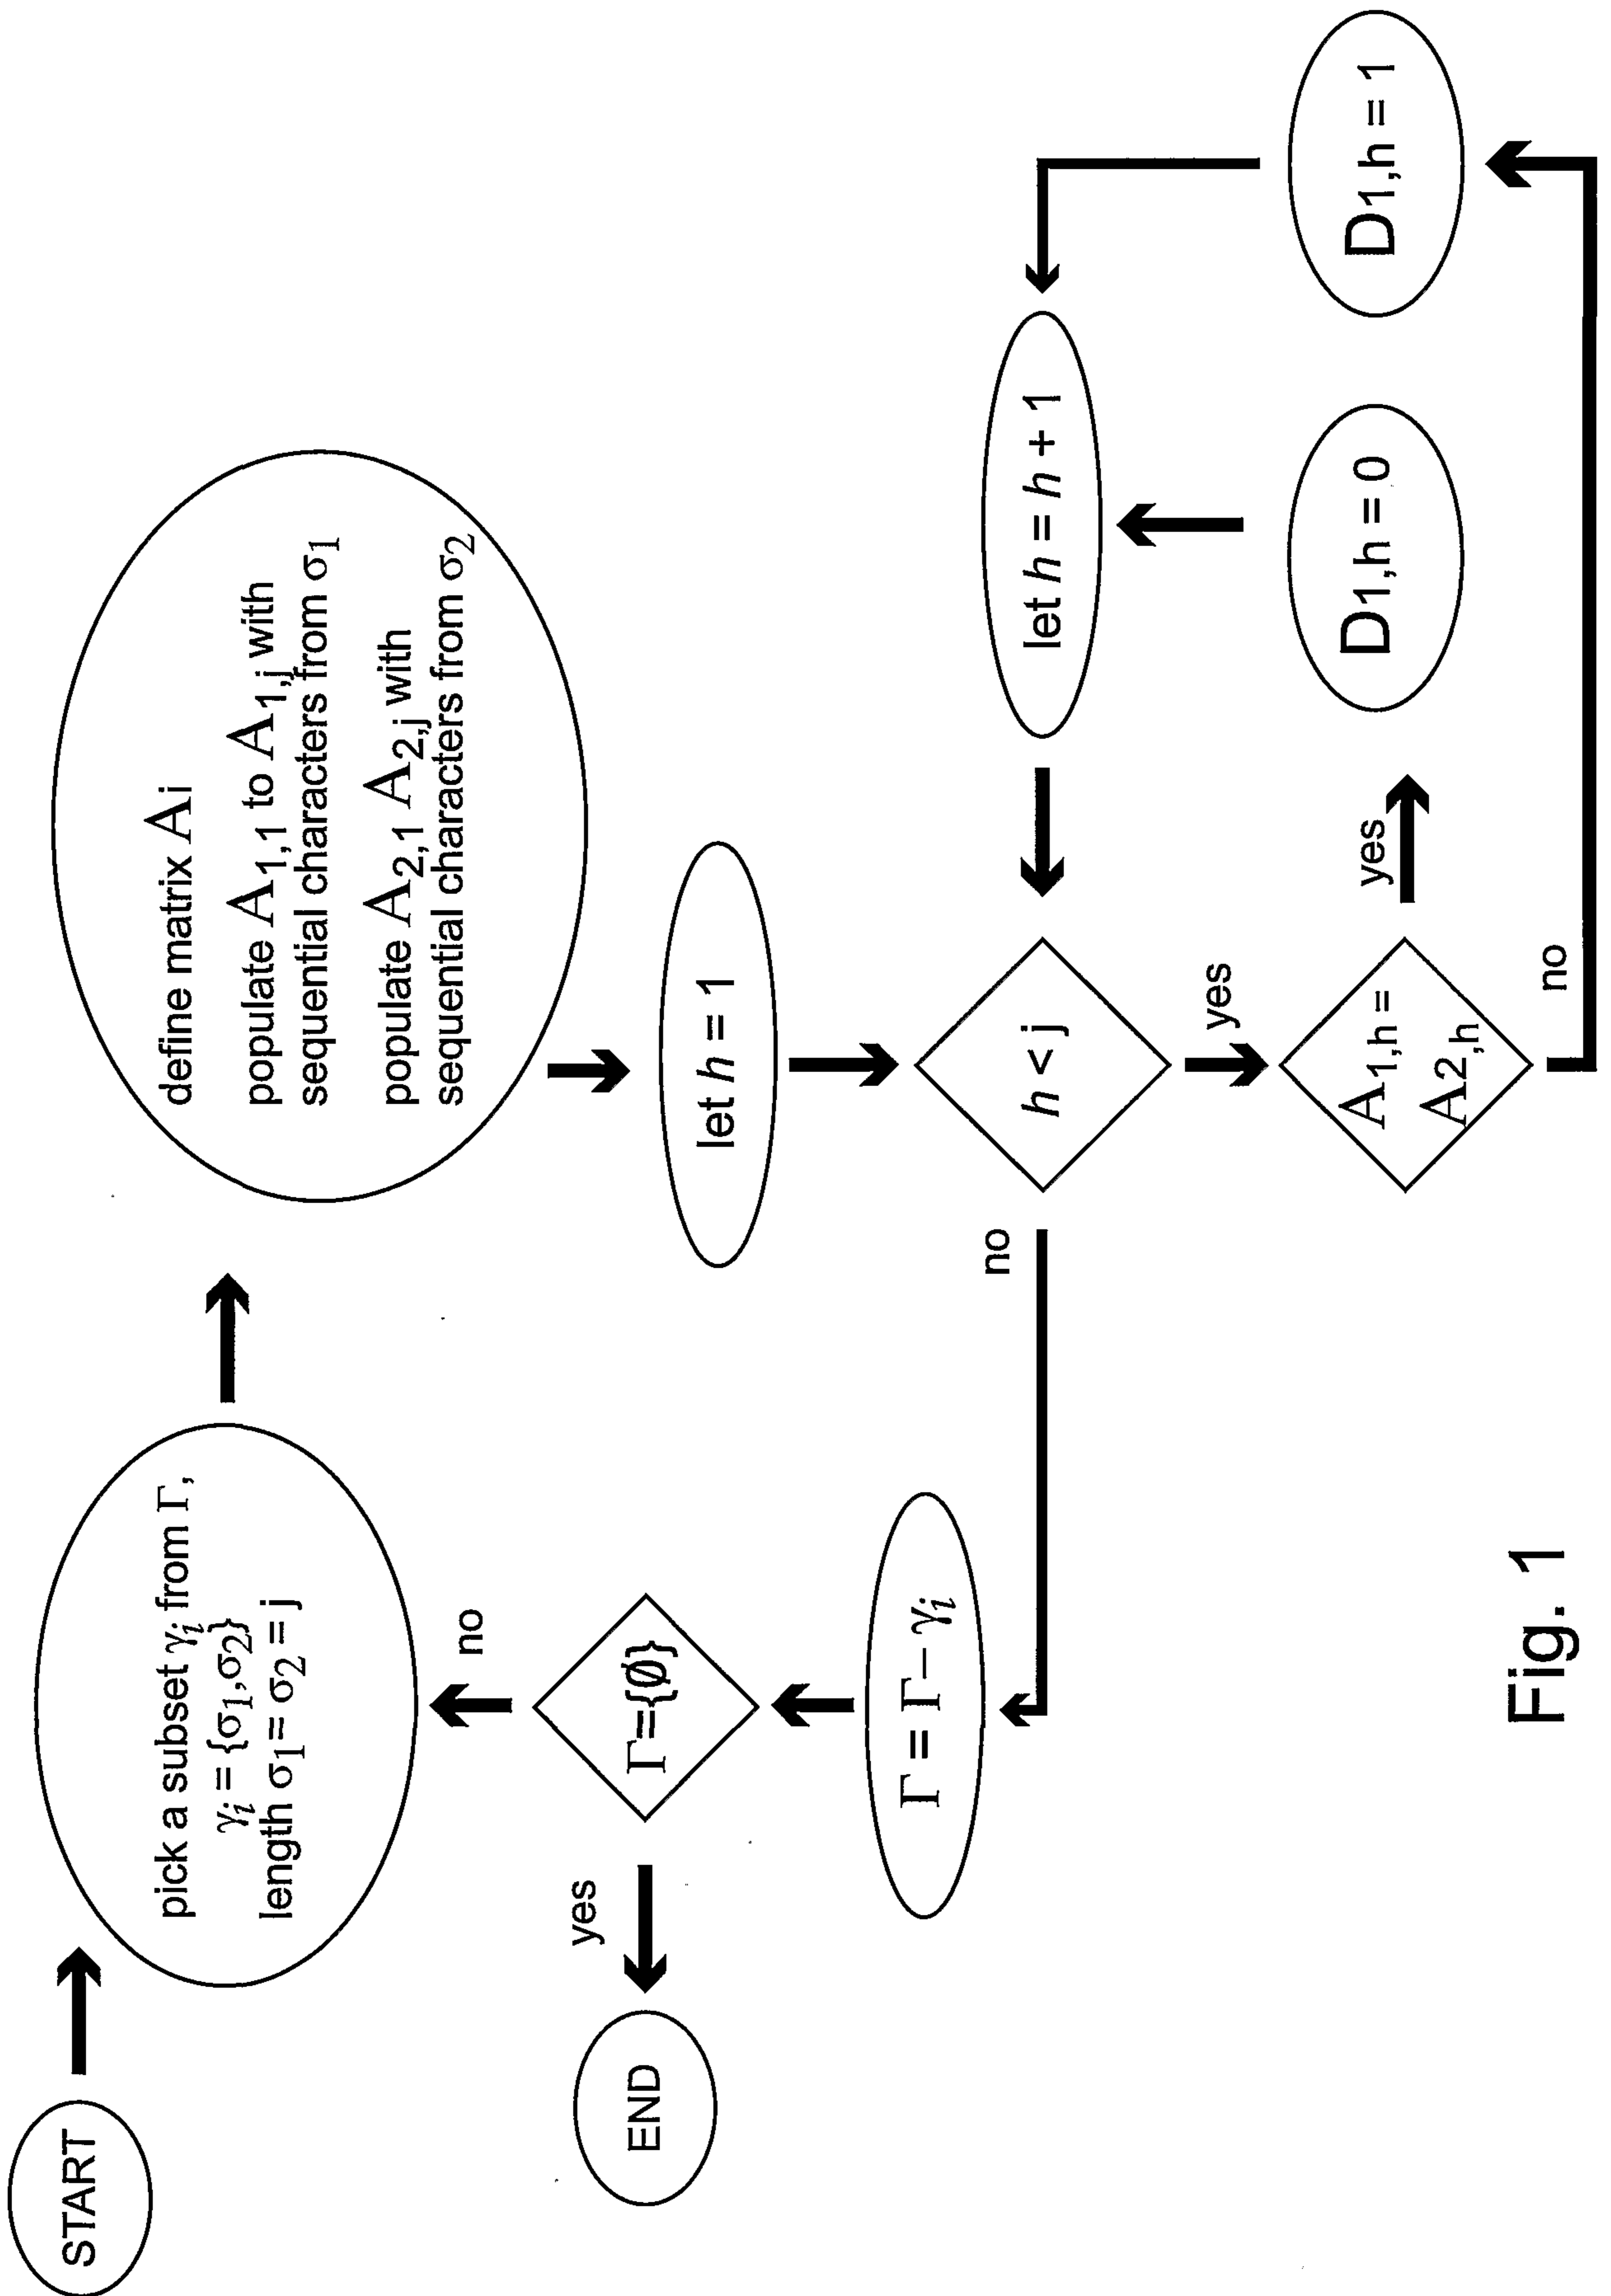 START
pick a subset γi from Γ,
γi = {σ1,σ2}
length σ1= σ2 = j
define matrix Ai
populate A1,1 to A1,j with
sequential characters from σ1
populate A2,1 A2,j with
sequential characters from σ2
let h = 1
h < j
yes
no
A1,h =
A2,h
yes
no
D1,h = 0
D1,h = 1
let h = h + 1
Γ = Γ − γi
Γ={Ø}
no
yes
END
Fig. 1